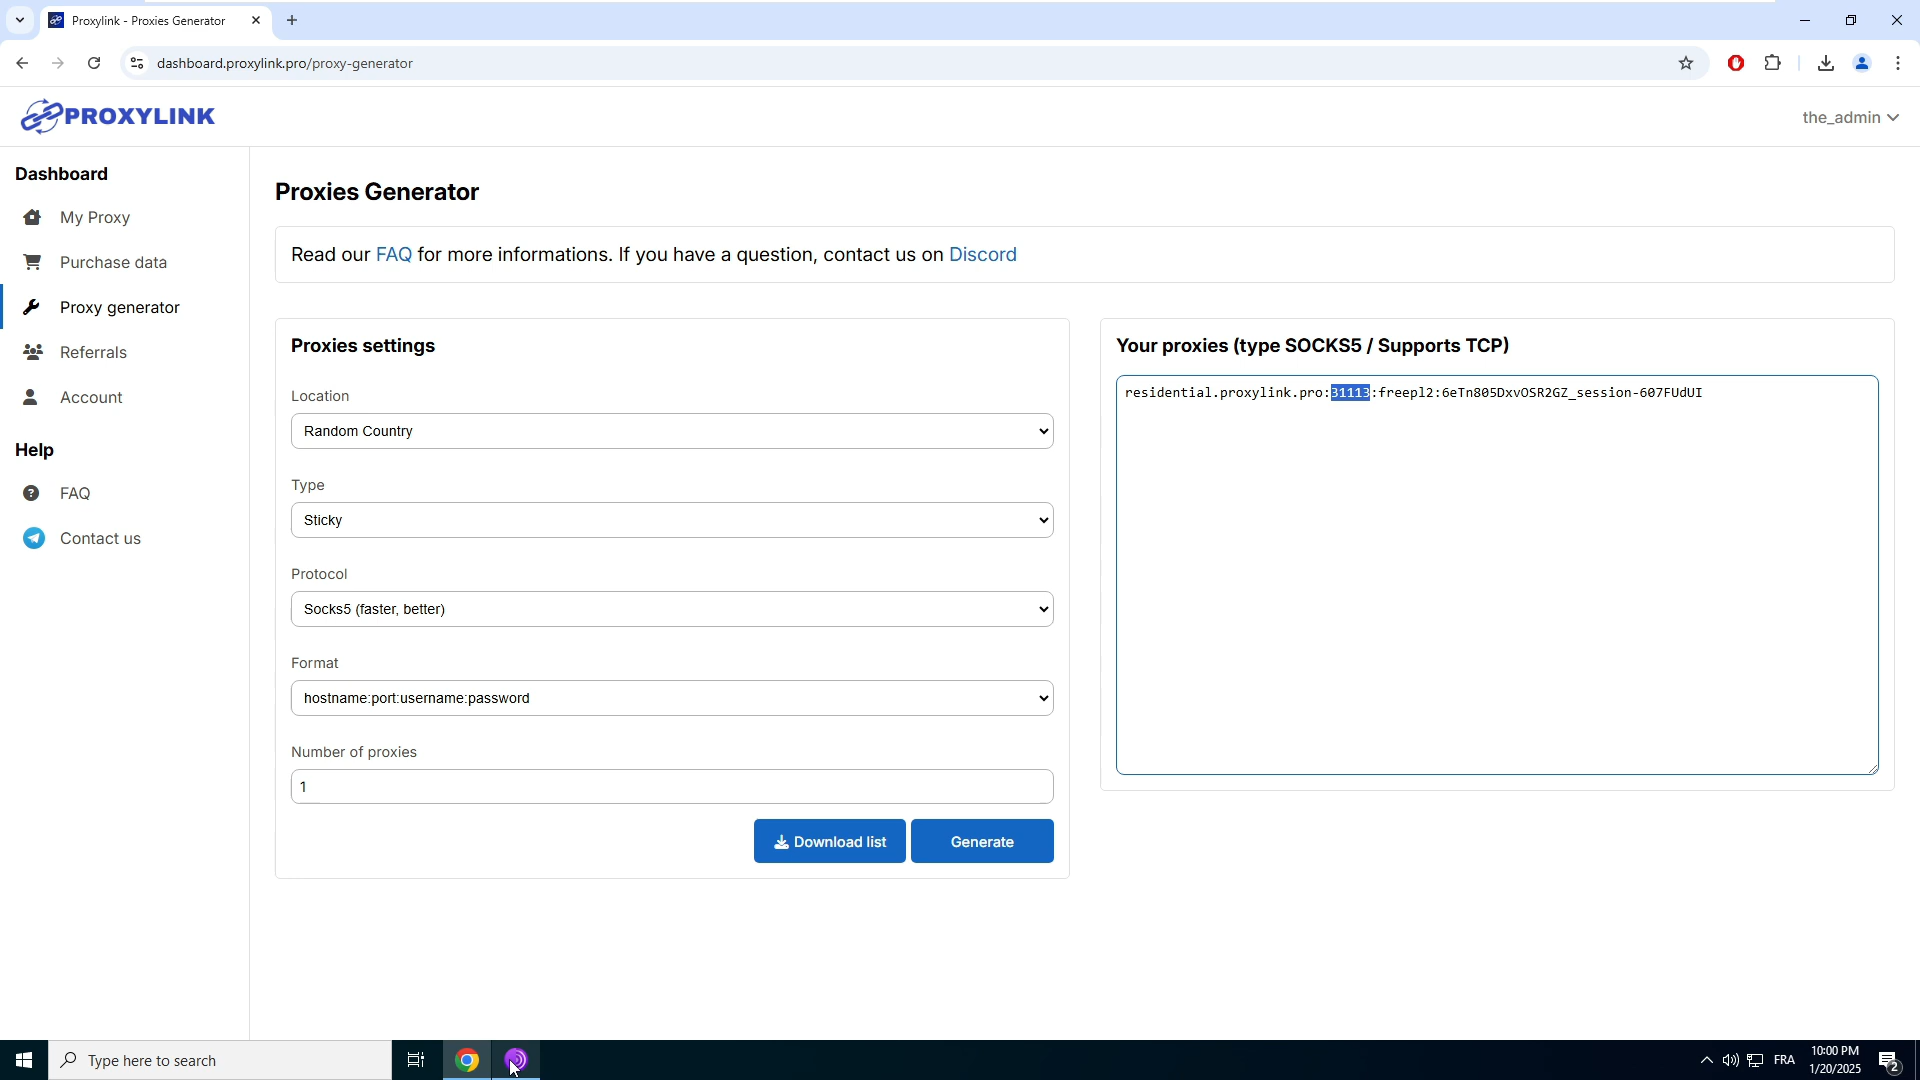 Proxylink - Proxies Generator
dashboard.proxylink.pro/proxy-generator
PROXYLINK
the_admin
Dashboard
My Proxy
Purchase data
Proxy generator
Referrals
Account
Help
FAQ
Contact us
Proxies Generator
Read our FAQ for more informations. If you have a question, contact us on Discord
Proxies settings
Location
Random Country
Type
Sticky
Protocol
Socks5 (faster, better)
Format
hostname:port:username:password
Number of proxies
1
Download list
Generate
Your proxies (type SOCKS5 / Supports TCP)
residential.proxylink.pro:31113:freepl2:6eTn805DxvOSR2GZ_session-607FUdUI
Type here to search
FRA
10:00 PM
1/20/2025
2